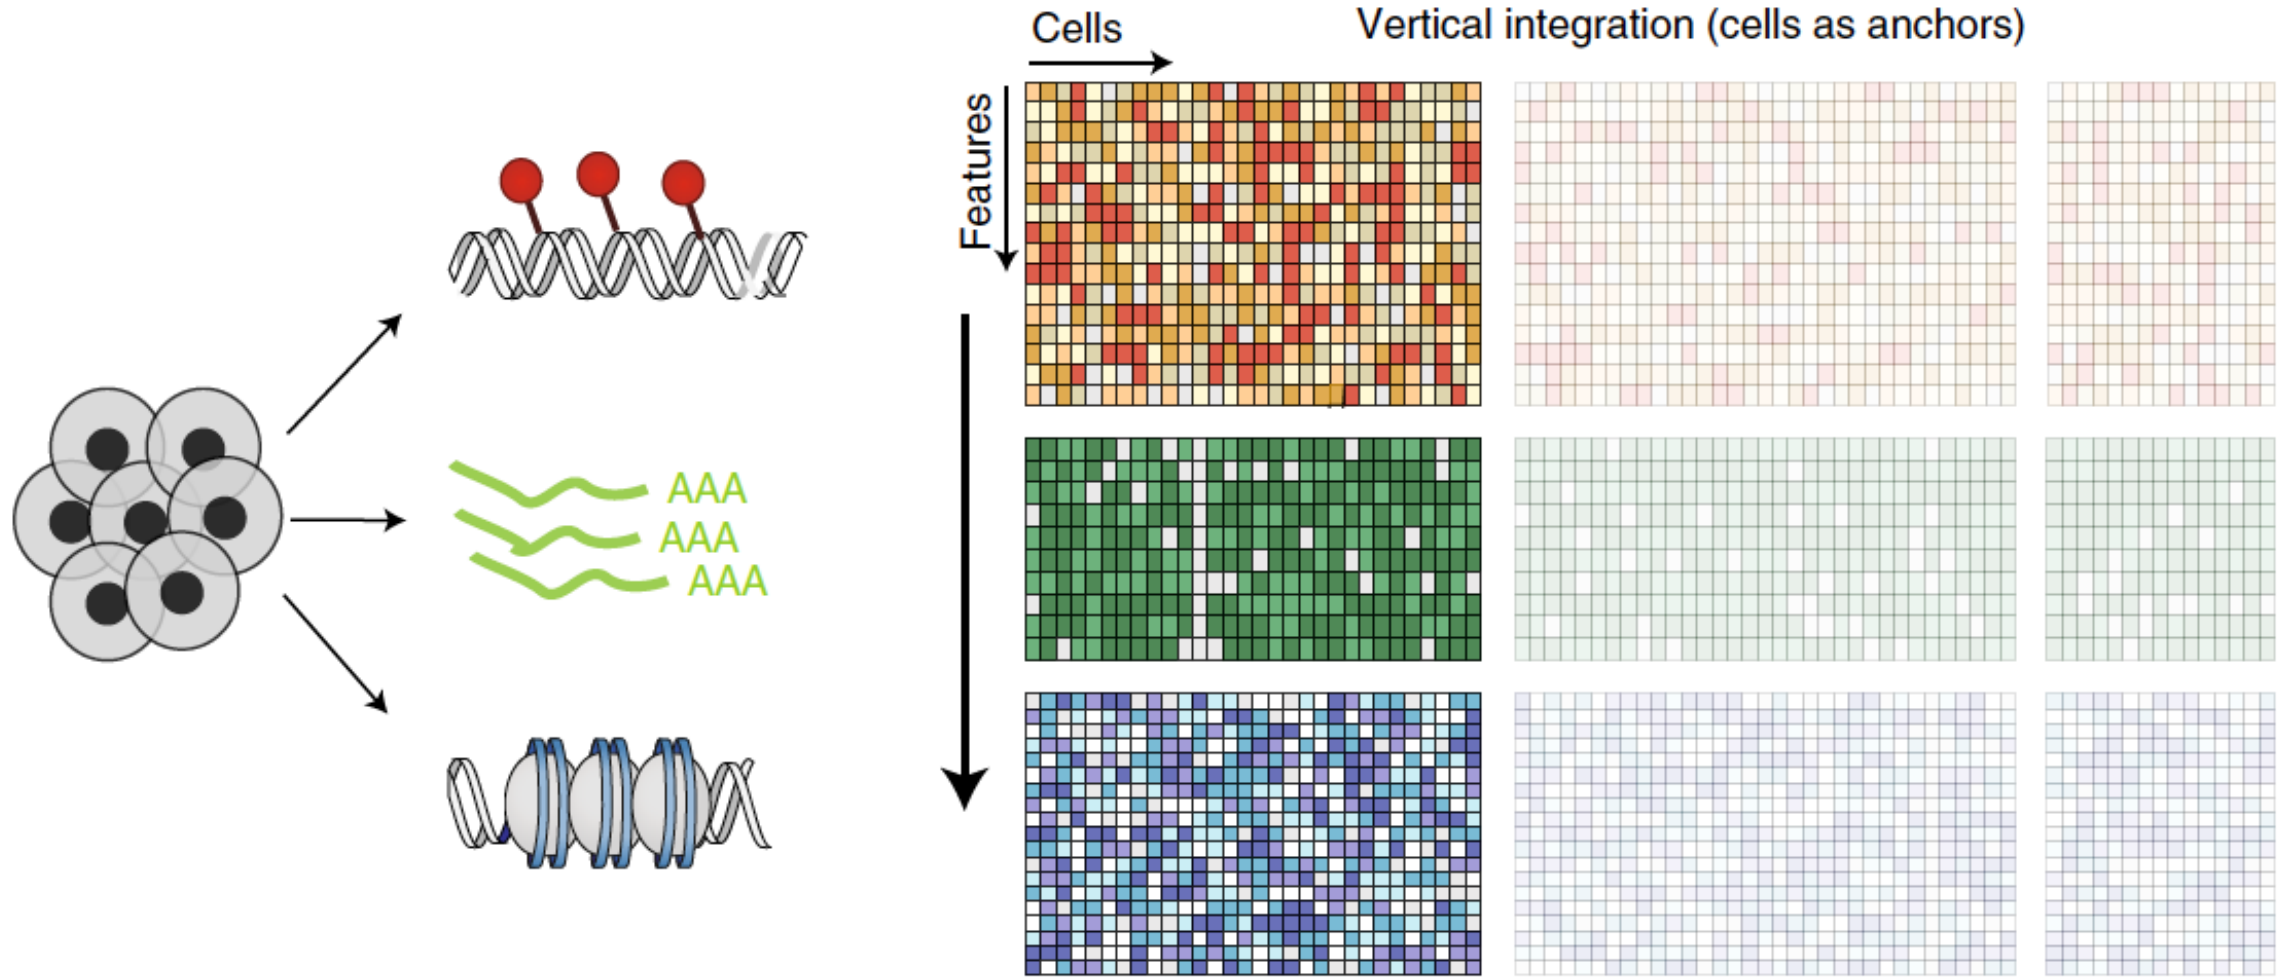 Cells
Vertical integration (cells as anchors)
Features
AAA
AAA
AAA